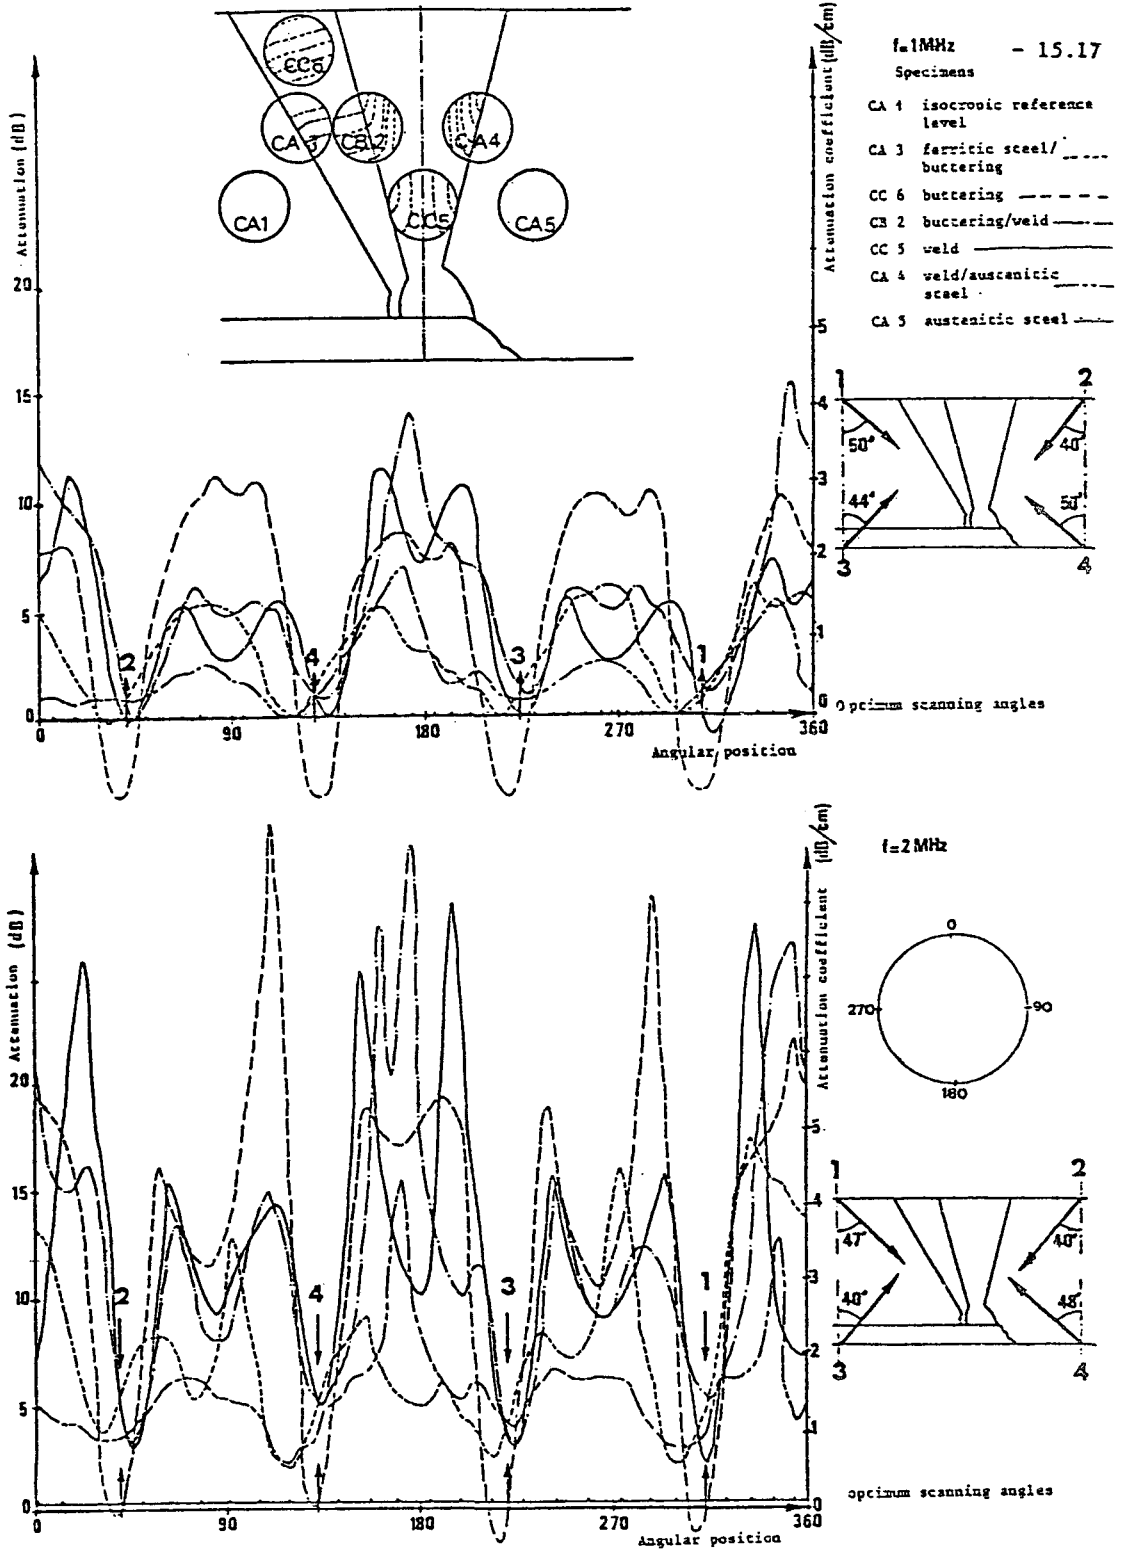 f=1MHz - 15.17
Specimens
CA 1 isocropic reference
level
CA 3 ferritic steel/
buttering
CC 6 buttering
CB 2 buttering/weld
CC 5 weld
CA 4 weld/austenitic
steel
CA 5 austenitic steel
CC6
CA 3
CB 2
CA4
CA1
CC5
CA5
Attenuation (dB)
Attenuation coefficient (dB/cm)
20
15
10
5
0
5
4
3
2
1
0
2
4
3
1
0
90
180
270
360
Angular position
Optimum scanning angles
1
2
50°
40
44°
50°
3
4
Attenuation (dB)
Attenuation coefficient (dB/cm)
f=2MHz
0
270
90
180
20
15
10
5
0
5
4
3
2
1
0
2
4
3
1
0
90
180
270
360
Angular position
optimum scanning angles
1
2
47°
40°
40°
48°
3
4